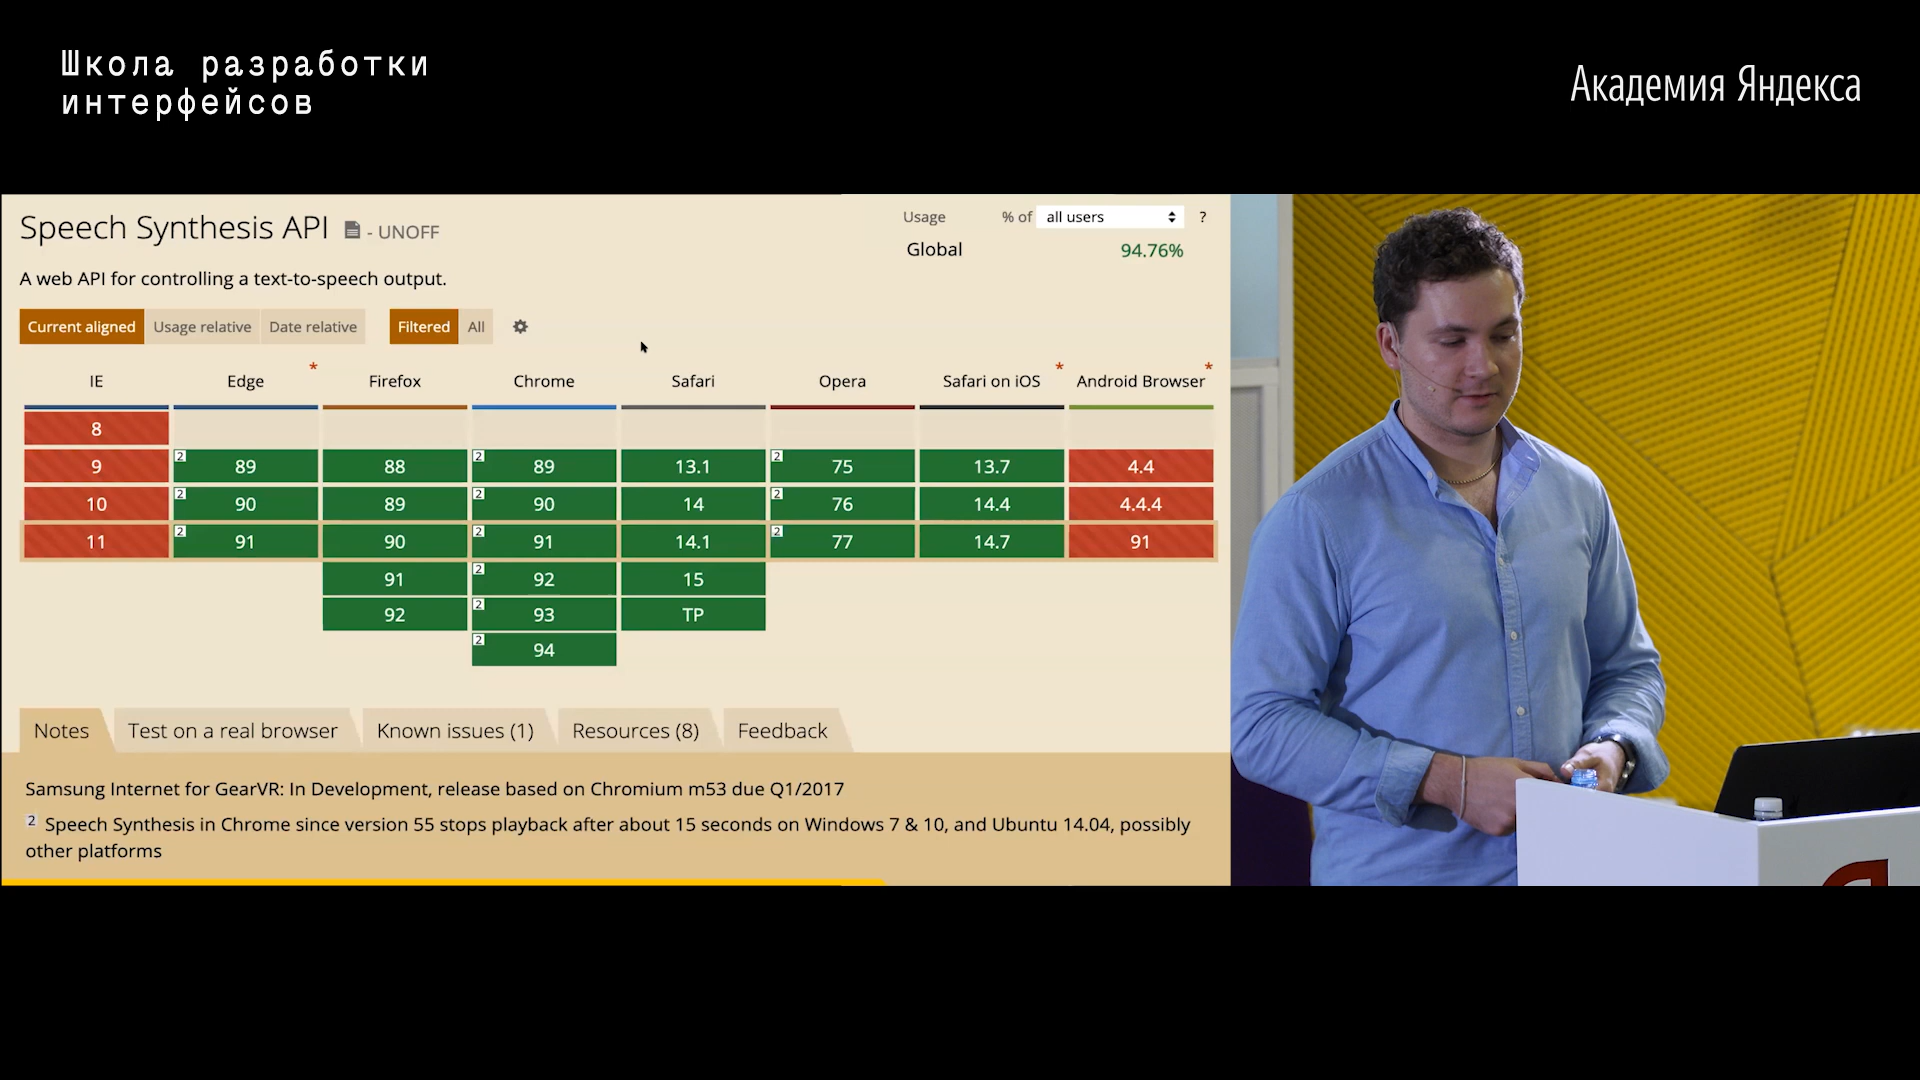 Школа разработки
интерфейсов
Академия Яндекса
Speech Synthesis API - UNOFF
Usage % of all users ?
Global 94.76%
A web API for controlling a text-to-speech output.
Current aligned Usage relative Date relative Filtered All
IE Edge * Firefox Chrome Safari Opera Safari on iOS * Android Browser *
8
9 2 89 88 2 89 13.1 2 75 13.7 4.4
10 2 90 89 2 90 14 2 76 14.4 4.4.4
11 2 91 90 2 91 14.1 2 77 14.7 91
91 2 92 15
92 2 93 TP
2 94
Notes Test on a real browser Known issues (1) Resources (8) Feedback
Samsung Internet for GearVR: In Development, release based on Chromium m53 due Q1/2017
2 Speech Synthesis in Chrome since version 55 stops playback after about 15 seconds on Windows 7 & 10, and Ubuntu 14.04, possibly
other platforms